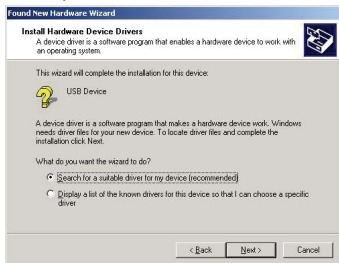 Found New Hardware Wizard
Install Hardware Device Drivers
A device driver is a software program that enables a hardware device to work with
an operating system.
This wizard will complete the installation for this device:
USB Device
A device driver is a software program that makes a hardware device work. Windows
needs driver files for your new device. To locate driver files and complete the
installation click Next.
What do you want the wizard to do?
Search for a suitable driver for my device (recommended)
Display a list of the known drivers for this device so that I can choose a specific
driver
< Back Next > Cancel